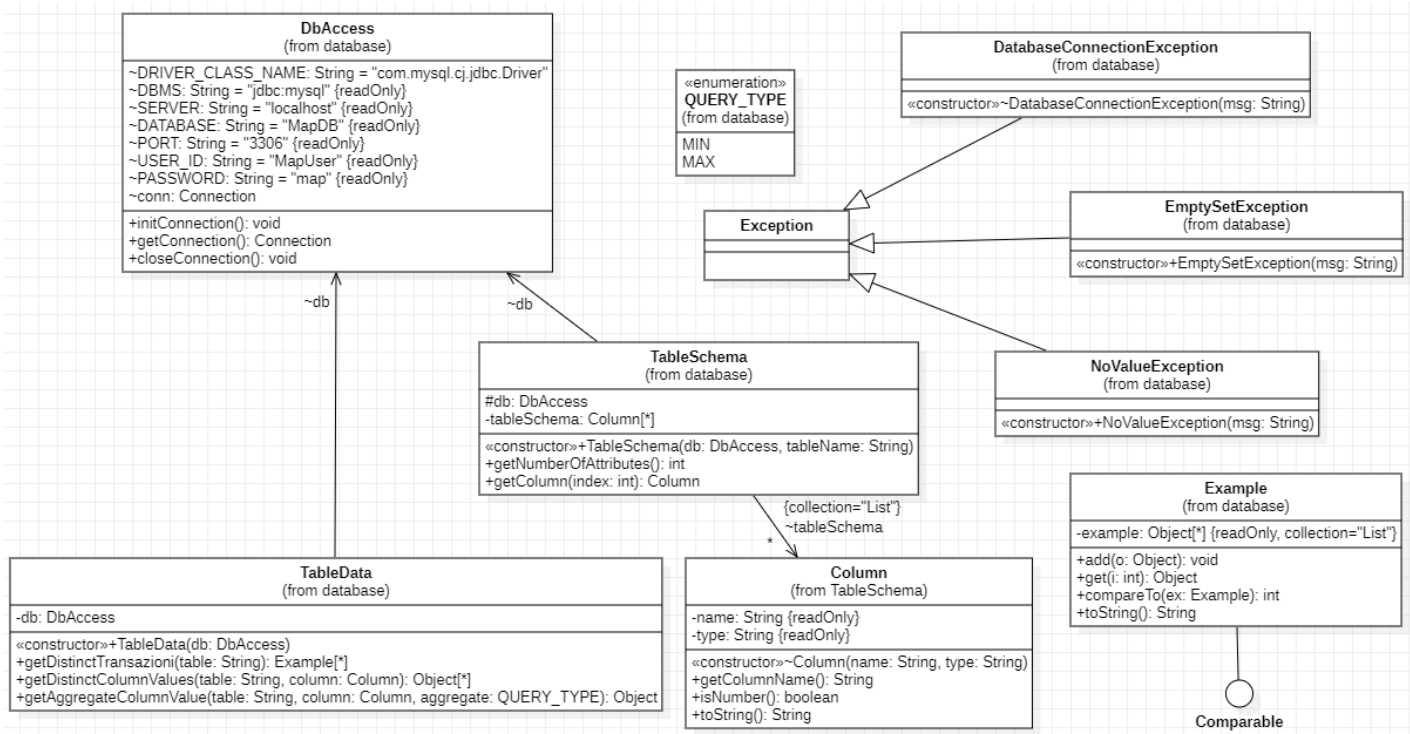 DbAccess
(from database)
~DRIVER_CLASS_NAME: String = "com.mysql.cj.jdbc.Driver"
~DBMS: String = "jdbc:mysql" {readOnly}
~SERVER: String = "localhost" {readOnly}
~DATABASE: String = "MapDB" {readOnly}
~PORT: String = "3306" {readOnly}
~USER_ID: String = "MapUser" {readOnly}
~PASSWORD: String = "map" {readOnly}
~conn: Connection
+initConnection(): void
+getConnection(): Connection
+closeConnection(): void
«enumeration»
QUERY_TYPE
(from database)
MIN
MAX
DatabaseConnectionException
(from database)
«constructor»~DatabaseConnectionException(msg: String)
Exception
EmptySetException
(from database)
«constructor»+EmptySetException(msg: String)
~db
~db
TableSchema
(from database)
#db: DbAccess
-tableSchema: Column[*]
«constructor»+TableSchema(db: DbAccess, tableName: String)
+getNumberOfAttributes(): int
+getColumn(index: int): Column
NoValueException
(from database)
«constructor»+NoValueException(msg: String)
{collection="List"}
~tableSchema
*
Example
(from database)
-example: Object[*] {readOnly, collection="List"}
+add(o: Object): void
+get(i: int): Object
+compareTo(ex: Example): int
+toString(): String
TableData
(from database)
-db: DbAccess
«constructor»+TableData(db: DbAccess)
+getDistinctTransazioni(table: String): Example[*]
+getDistinctColumnValues(table: String, column: Column): Object[*]
+getAggregateColumnValue(table: String, column: Column, aggregate: QUERY_TYPE): Object
Column
(from TableSchema)
-name: String {readOnly}
-type: String {readOnly}
«constructor»~Column(name: String, type: String)
+getColumnName(): String
+isNumber(): boolean
+toString(): String
Comparable